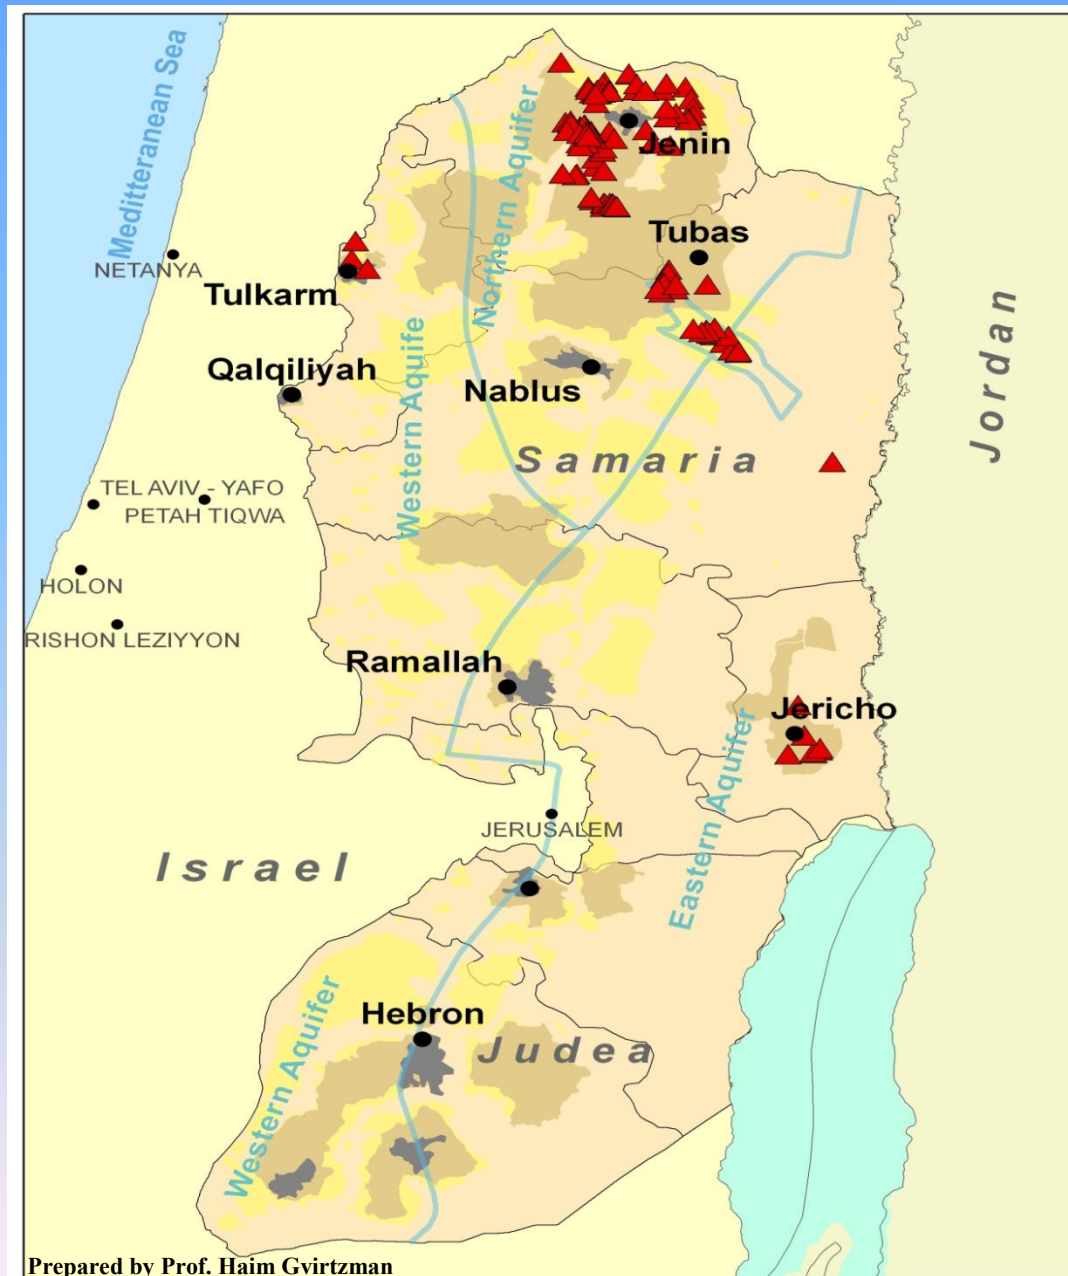 Meditteranean Sea
Northern Aquifer
Jenin
Tubas
NETANYA
Tulkarm
Qalqiliyah
Western Aquife
Nablus
Jordan
Samaria
TEL AVIV - YAFO
PETAH TIQWA
HOLON
RISHON LEZIYYON
Ramallah
Jericho
Eastern Aquifer
JERUSALEM
Israel
Western Aquifer
Hebron
Judea
Prepared by Prof. Haim Gvirtzman